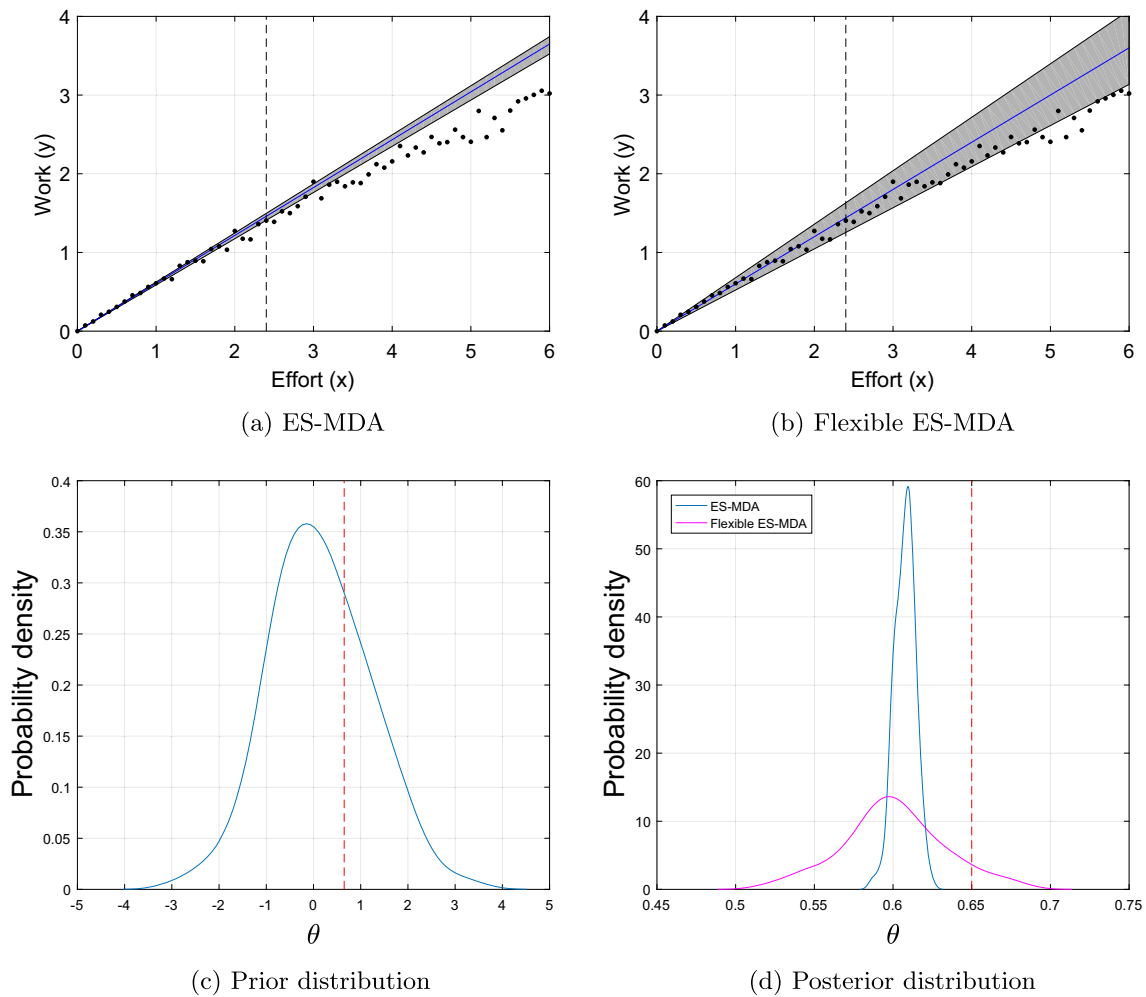 4
3
2
1
0
Work (y)
0 1 2 3 4 5 6
Effort (x)
(a) ES-MDA
4
3
2
1
0
Work (y)
0 1 2 3 4 5 6
Effort (x)
(b) Flexible ES-MDA
0.4
0.35
0.3
0.25
0.2
0.15
0.1
0.05
0
Probability density
-5 -4 -3 -2 -1 0 1 2 3 4 5
θ
(c) Prior distribution
60
50
40
30
20
10
0
Probability density
ES-MDA
Flexible ES-MDA
0.45 0.5 0.55 0.6 0.65 0.7 0.75
θ
(d) Posterior distribution